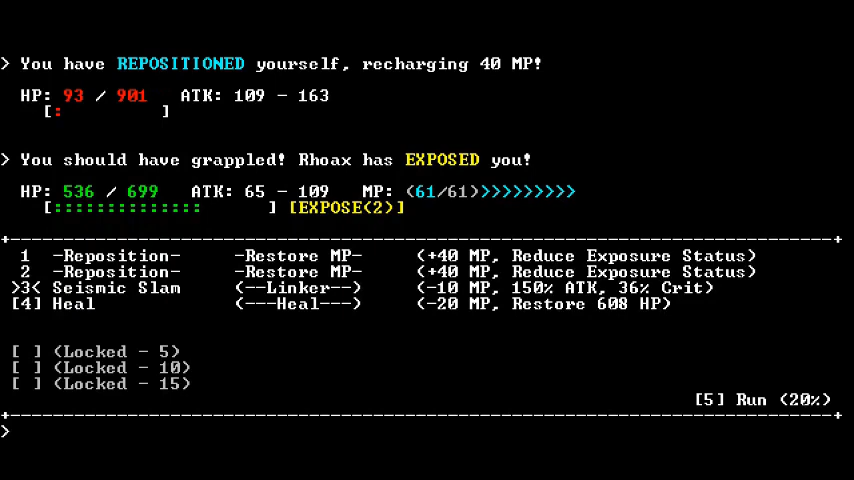 > You have REPOSITIONED yourself, recharging 40 MP!
HP: 93 / 901 ATK: 109 - 163
[: ]
> You should have grappled! Rhoax has EXPOSED you!
HP: 536 / 699 ATK: 65 - 109 MP: (61/61)>>>>>>>>>
[:::::::::::::: ] [EXPOSE(2)]
+------------------------------------------------------------------------------+
1 -Reposition- -Restore MP- (+40 MP, Reduce Exposure Status)
2 -Reposition- -Restore MP- (+40 MP, Reduce Exposure Status)
>3< Seismic Slam (--Linker--) (-10 MP, 150% ATK, 36% Crit)
[4] Heal (---Heal---) (-20 MP, Restore 608 HP)
[ ] (Locked - 5)
[ ] (Locked - 10)
[ ] (Locked - 15)
[5] Run (20%)
+------------------------------------------------------------------------------+
>